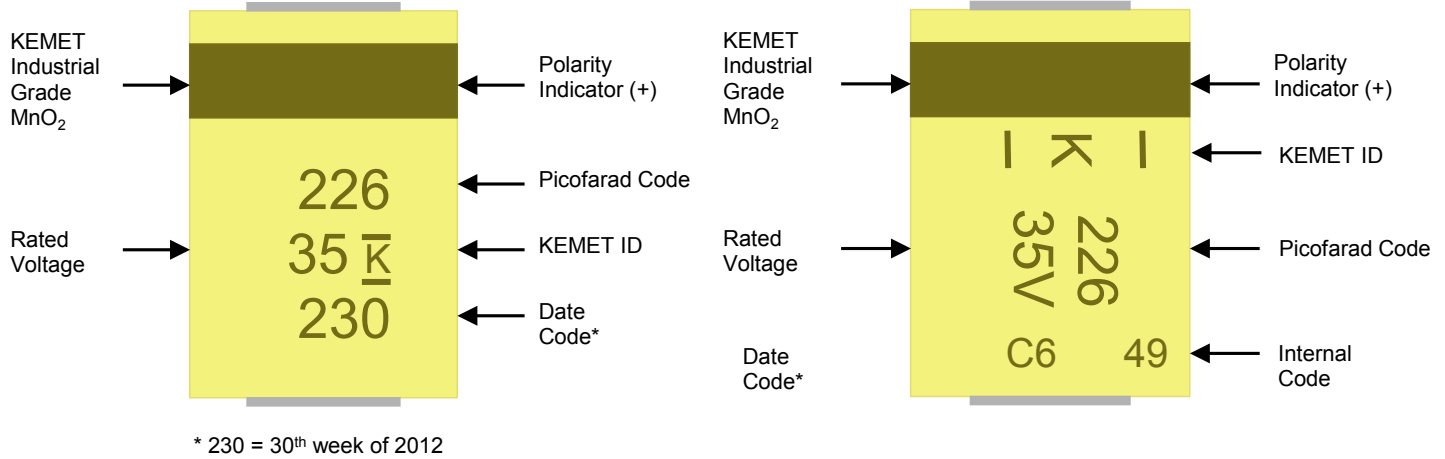 KEMET
Industrial
Grade
MnO₂
Polarity
Indicator (+)
226
Picofarad Code
Rated
Voltage
35 K
KEMET ID
230
Date
Code*
* 230 = 30th week of 2012
KEMET
Industrial
Grade
MnO₂
Polarity
Indicator (+)
| K |
KEMET ID
Rated
Voltage
226
35V
Picofarad Code
Date
Code*
C6 49
Internal
Code